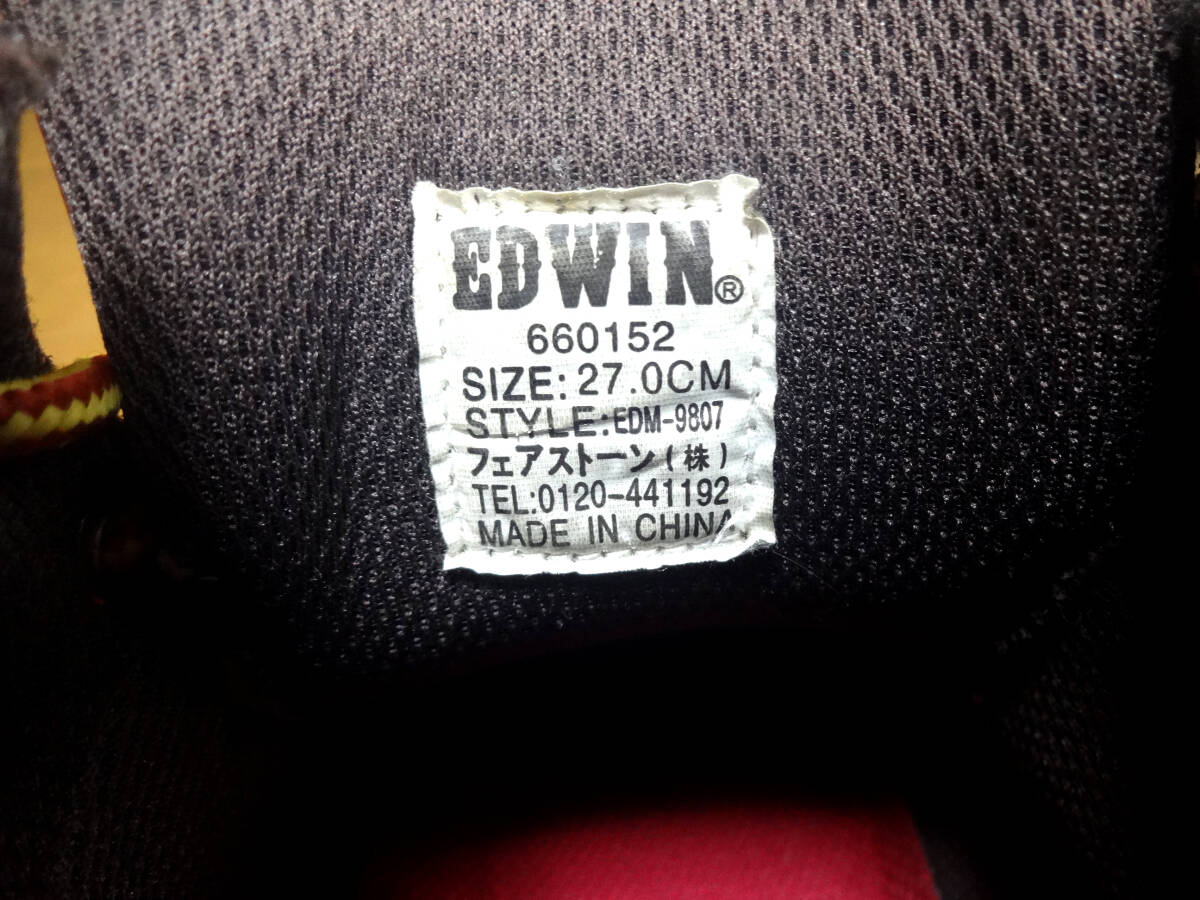 EDWIN®
660152
SIZE: 27.0CM
STYLE: EDM-9807
フェアストーン(株)
TEL:0120-441192
MADE IN CHINA